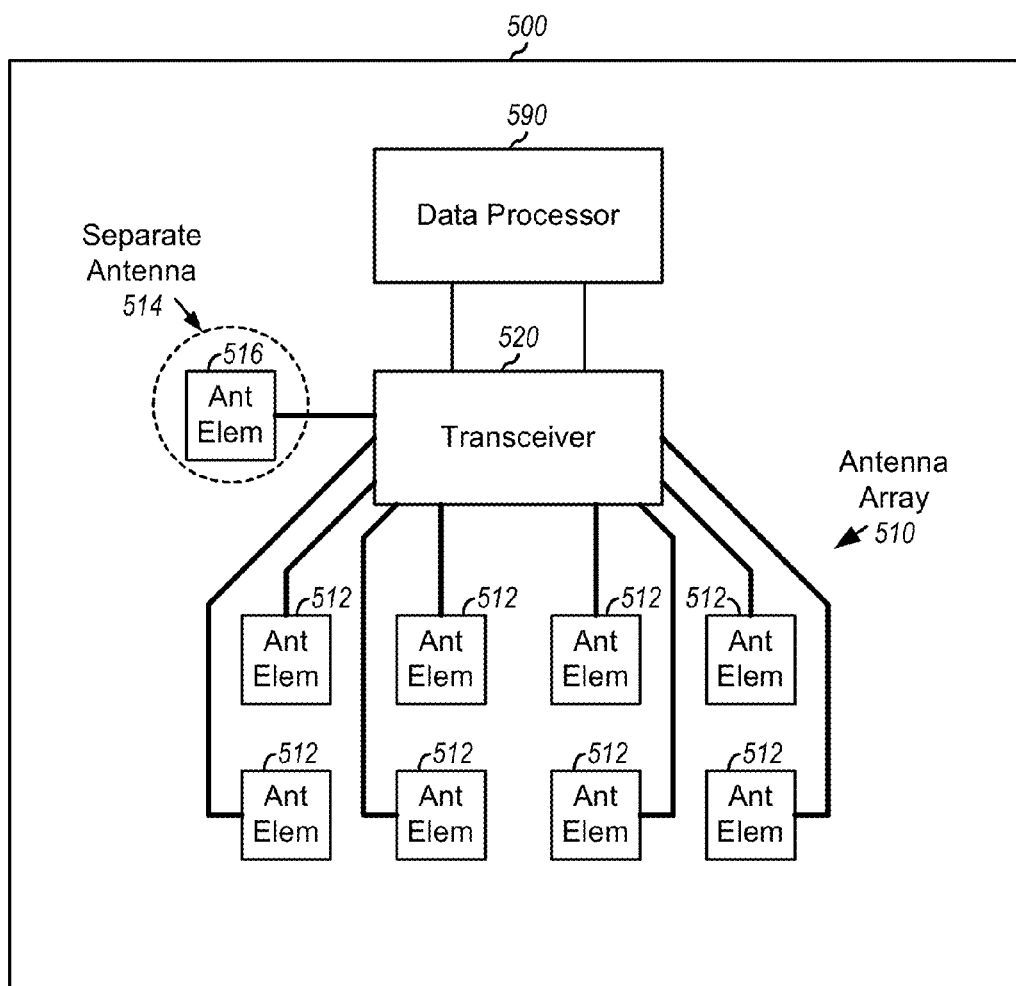 500
590
Data Processor
Separate
Antenna
514
520
516
Ant
Elem
Transceiver
Antenna
Array
510
512
512
512
512
Ant
Elem
Ant
Elem
Ant
Elem
Ant
Elem
512
512
512
512
Ant
Elem
Ant
Elem
Ant
Elem
Ant
Elem